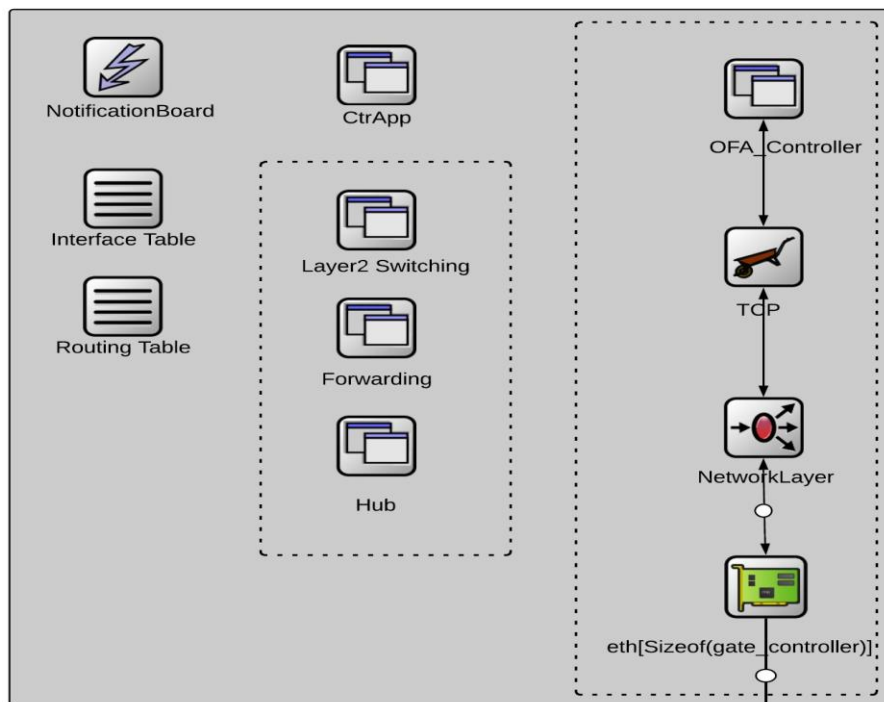 NotificationBoard
CtrApp
OFA_Controller
Interface Table
Layer2 Switching
TCP
Routing Table
Forwarding
NetworkLayer
Hub
eth[Sizeof(gate_controller)]